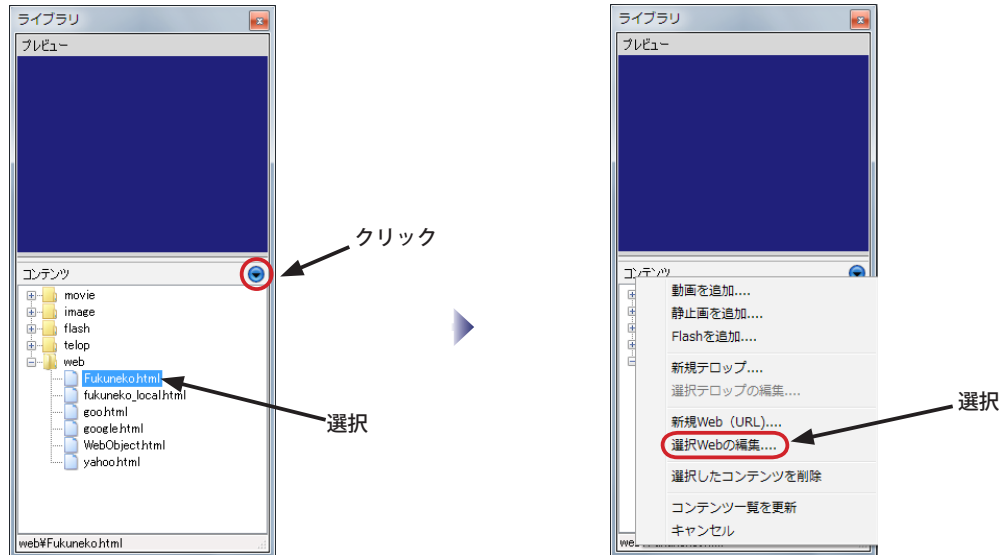 ライブラリ
プレビュー
クリック
コンテンツ
movie
image
flash
telop
web
Fukuneko.html
fukuneko_local.html
goo.html
google.html
WebObject.html
yahoo.html
選択
web¥Fukuneko.html
ライブラリ
プレビュー
コンテンツ
動画を追加....
静止画を追加....
Flashを追加....
新規テロップ....
選択テロップの編集....
新規Web（URL)....
選択Webの編集....
選択したコンテンツを削除
コンテンツ一覧を更新
キャンセル
選択